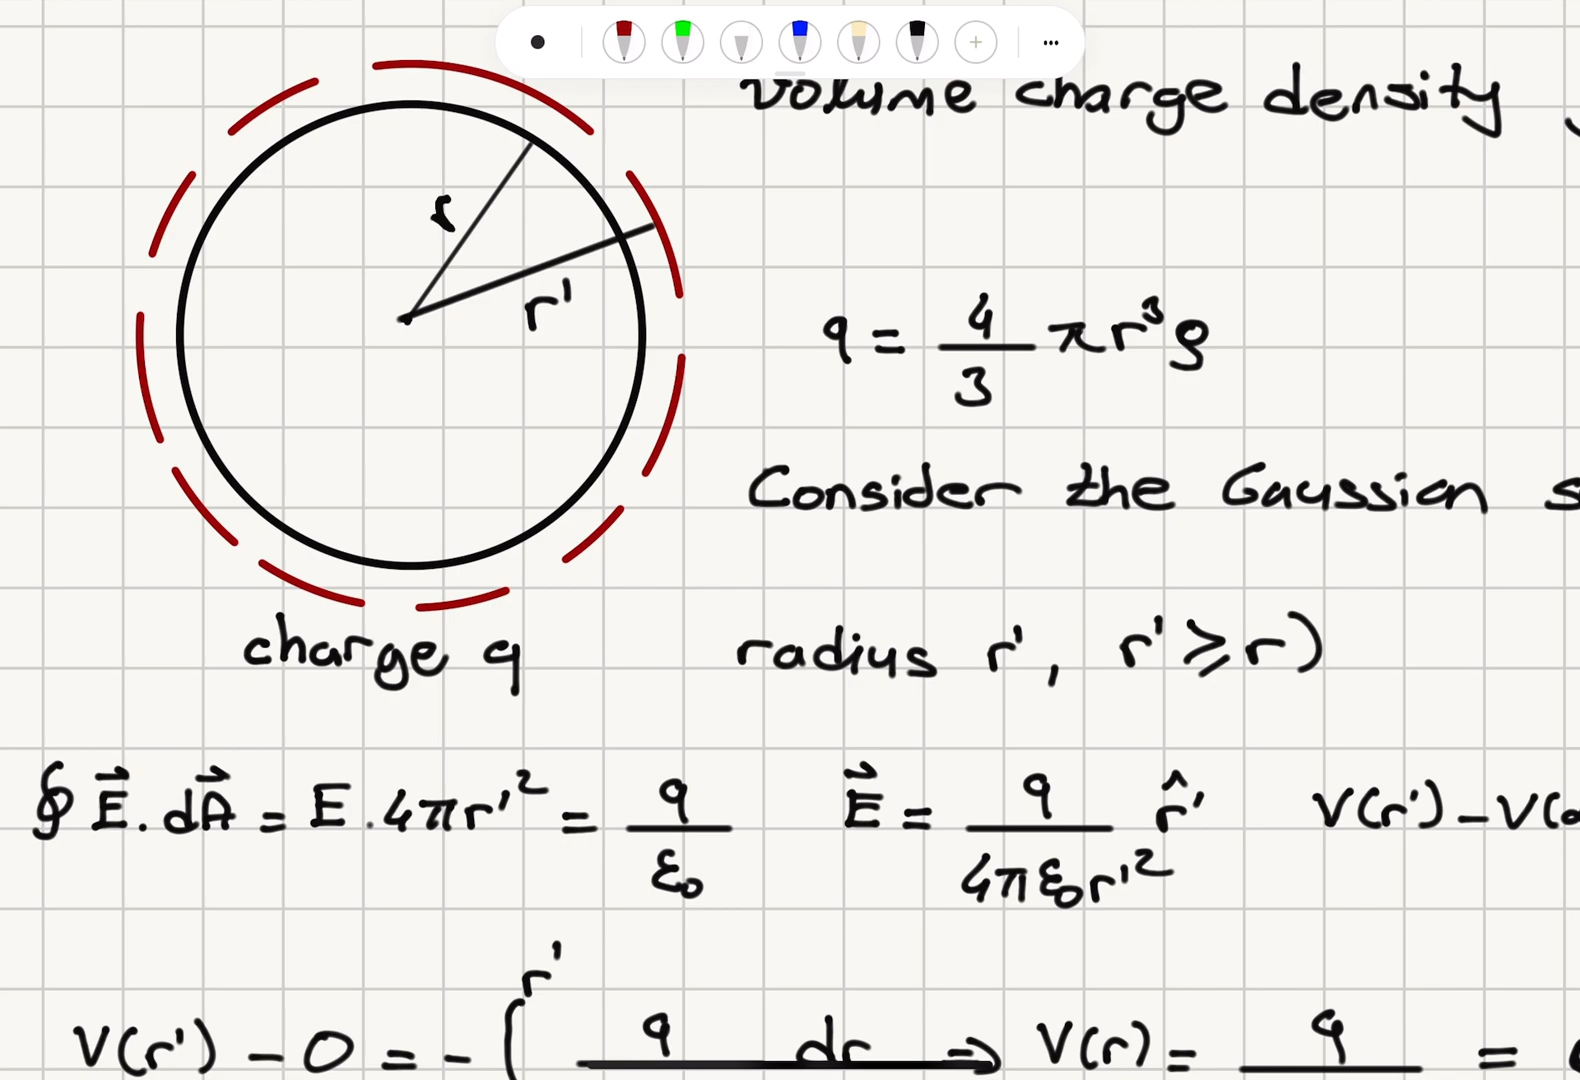 volume charge density
r
r'
q = 4/3 πr³ρ
Consider the Gaussian
charge q
radius r', r' ⩾ r)
∮ E⃗ . dA⃗ = E . 4πr'² = q/ε₀
E⃗ = q/4πε₀r'² r̂'
V(r') - V(
V(r') - 0 = - ∫ r' q dr ⇒ V(r) = q =